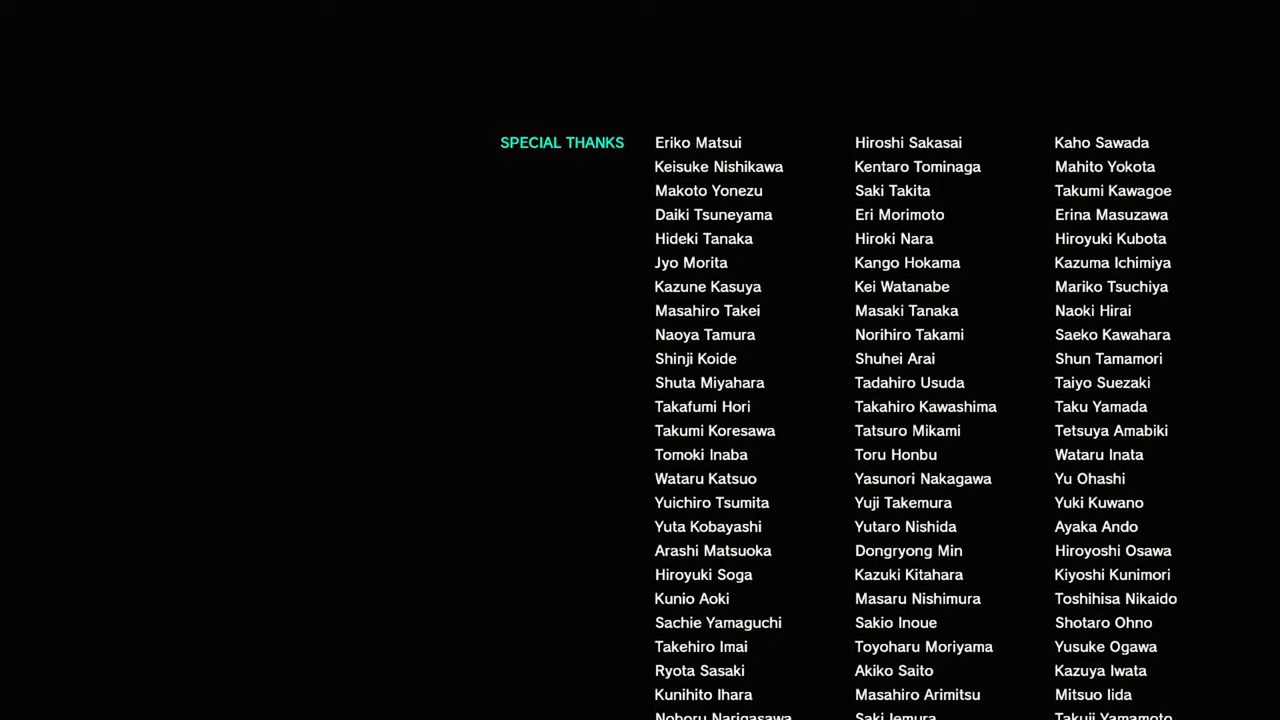 SPECIAL THANKS Eriko Matsui Hiroshi Sakasai Kaho Sawada
Keisuke Nishikawa Kentaro Tominaga Mahito Yokota
Makoto Yonezu Saki Takita Takumi Kawagoe
Daiki Tsuneyama Eri Morimoto Erina Masuzawa
Hideki Tanaka Hiroki Nara Hiroyuki Kubota
Jyo Morita Kango Hokama Kazuma Ichimiya
Kazune Kasuya Kei Watanabe Mariko Tsuchiya
Masahiro Takei Masaki Tanaka Naoki Hirai
Naoya Tamura Norihiro Takami Saeko Kawahara
Shinji Koide Shuhei Arai Shun Tamamori
Shuta Miyahara Tadahiro Usuda Taiyo Suezaki
Takafumi Hori Takahiro Kawashima Taku Yamada
Takumi Koresawa Tatsuro Mikami Tetsuya Amabiki
Tomoki Inaba Toru Honbu Wataru Inata
Wataru Katsuo Yasunori Nakagawa Yu Ohashi
Yuichiro Tsumita Yuji Takemura Yuki Kuwano
Yuta Kobayashi Yutaro Nishida Ayaka Ando
Arashi Matsuoka Dongryong Min Hiroyoshi Osawa
Hiroyuki Soga Kazuki Kitahara Kiyoshi Kunimori
Kunio Aoki Masaru Nishimura Toshihisa Nikaido
Sachie Yamaguchi Sakio Inoue Shotaro Ohno
Takehiro Imai Toyoharu Moriyama Yusuke Ogawa
Ryota Sasaki Akiko Saito Kazuya Iwata
Kunihito Ihara Masahiro Arimitsu Mitsuo Iida
Noboru Narigasawa Saki Iemura Takuji Yamamoto